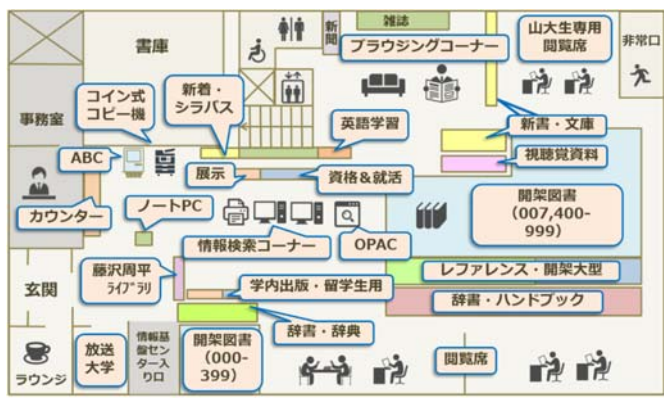 書庫
新聞
雑誌
ブラウジングコーナー
山大生専用
閲覧席
非常口
事務室
コイン式
コピー機
新着・
シラバス
英語学習
新書・文庫
視聴覚資料
ABC
展示
資格&就活
カウンター
ノートPC
情報検索コーナー
OPAC
開架図書
(007,400-
999)
玄関
藤沢周平
ライブラリ
学内出版・留学生用
レファレンス・開架大型
辞書・ハンドブック
ラウンジ
放送
大学
情報基
盤セン
ター入
り口
開架図書
(000-
399)
辞書・辞典
閲覧席